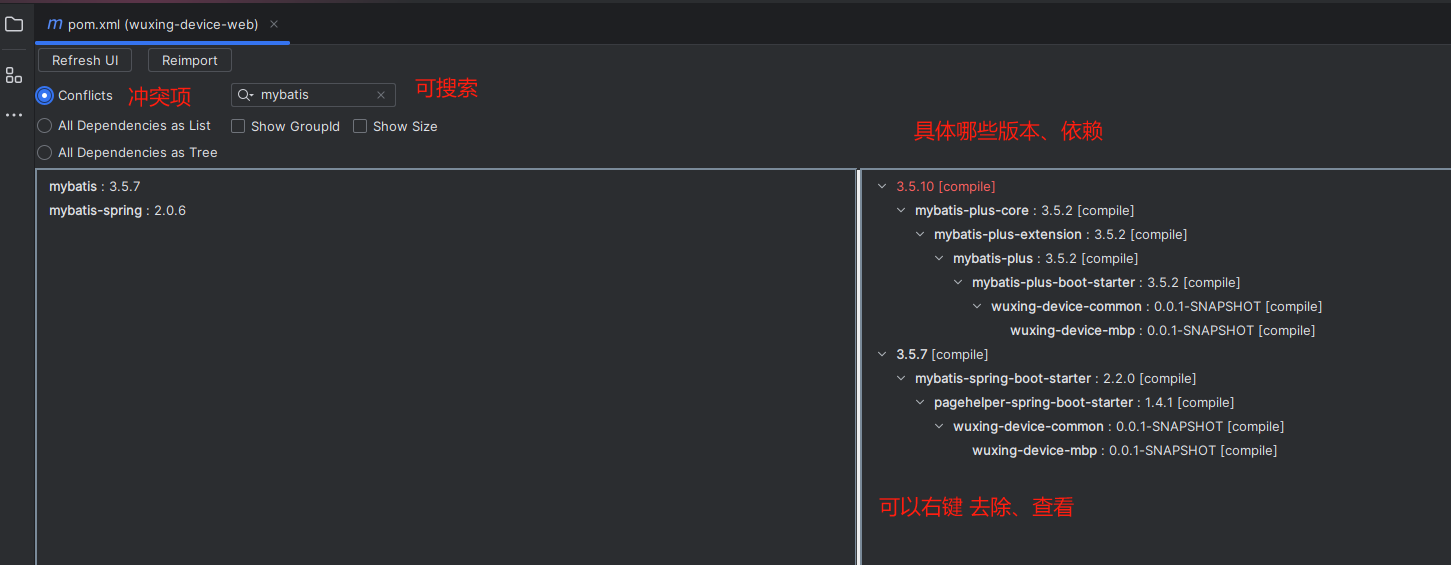 m pom.xml (wuxing-device-web)
Refresh UI Reimport
Conflicts 冲突项 mybatis 可搜索
All Dependencies as List Show GroupId Show Size
具体哪些版本、依赖
All Dependencies as Tree
mybatis : 3.5.7
mybatis-spring : 2.0.6
3.5.10 [compile]
mybatis-plus-core : 3.5.2 [compile]
mybatis-plus-extension : 3.5.2 [compile]
mybatis-plus : 3.5.2 [compile]
mybatis-plus-boot-starter : 3.5.2 [compile]
wuxing-device-common : 0.0.1-SNAPSHOT [compile]
wuxing-device-mbp : 0.0.1-SNAPSHOT [compile]
3.5.7 [compile]
mybatis-spring-boot-starter : 2.2.0 [compile]
pagehelper-spring-boot-starter : 1.4.1 [compile]
wuxing-device-common : 0.0.1-SNAPSHOT [compile]
wuxing-device-mbp : 0.0.1-SNAPSHOT [compile]
可以右键 去除、查看